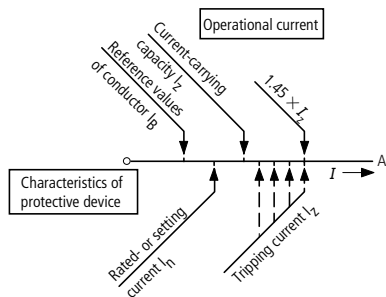 Operational current
Reference values
of conductor IB
Current-carrying
capacity Iz
1.45 × Iz
A
I
Characteristics of
protective device
Rated- or setting
current In
Tripping current Iz